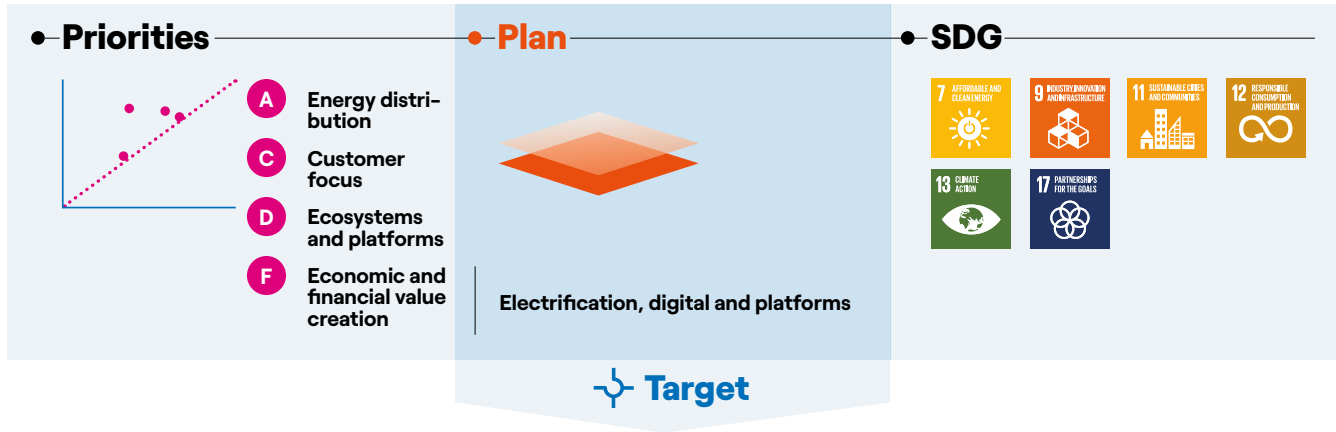 Priorities
Plan
SDG
A
Energy distri-
bution
C
Customer
focus
D
Ecosystems
and platforms
F
Economic and
financial value
creation
Electrification, digital and platforms
7 AFFORDABLE AND
CLEAN ENERGY
9 INDUSTRY, INNOVATION
AND INFRASTRUCTURE
11 SUSTAINABLE CITIES
AND COMMUNITIES
12 RESPONSIBLE
CONSUMPTION
AND PRODUCTION
13 CLIMATE
ACTION
17 PARTNERSHIPS
FOR THE GOALS
Target